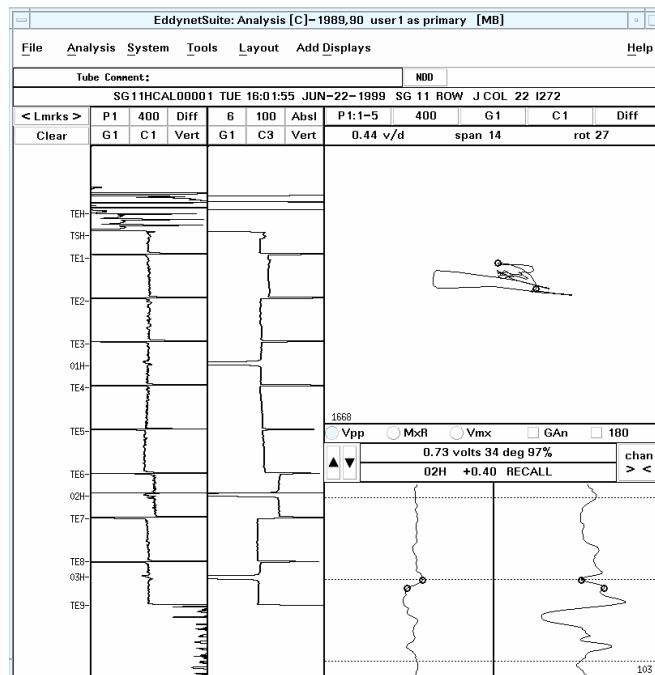 EddynetSuite: Analysis [C]-1989,90 user1 as primary [MB]
File Analysis System Tools Layout Add Displays Help
Tube Comment: NDD
SG11HCAL00001 TUE 16:01:55 JUN-22-1999 SG 11 ROW J COL 22 I272
< Lmrks > P1 400 Diff 6 100 Absl P1:1-5 400 G1 C1 Diff
Clear G1 C1 Vert G1 C3 Vert 0.44 v/d span 14 rot 27
TEH
TSH
TE1
TE2
TE3
01H
TE4
TE5
TE6
02H
TE7
TE8
03H
TE9
1668
Vpp MxR Vmx GAn 180
0.73 volts 34 deg 97% chan
02H +0.40 RECALL > <
103